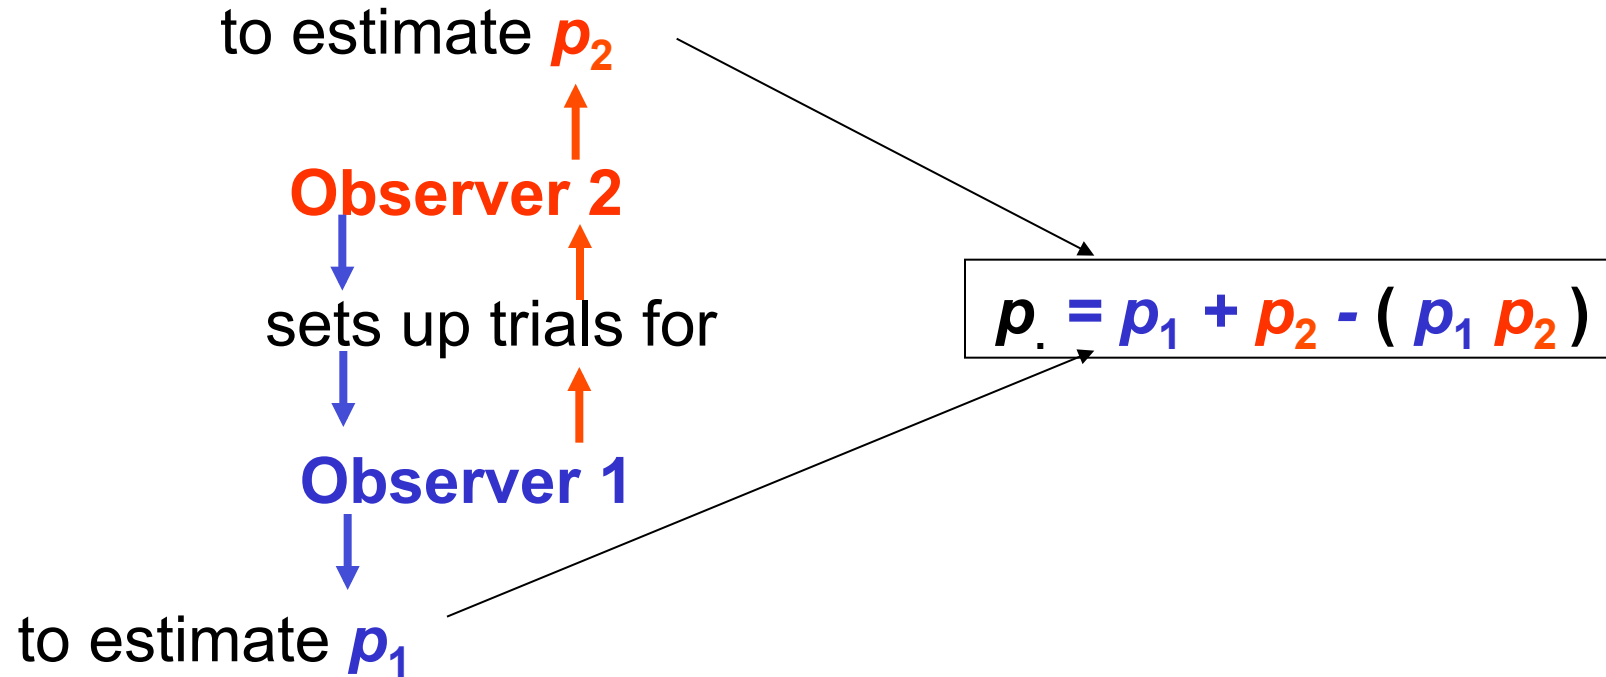 to estimate p₂
Observer 2
sets up trials for
p. = p₁ + p₂ - ( p₁ p₂ )
Observer 1
to estimate p₁